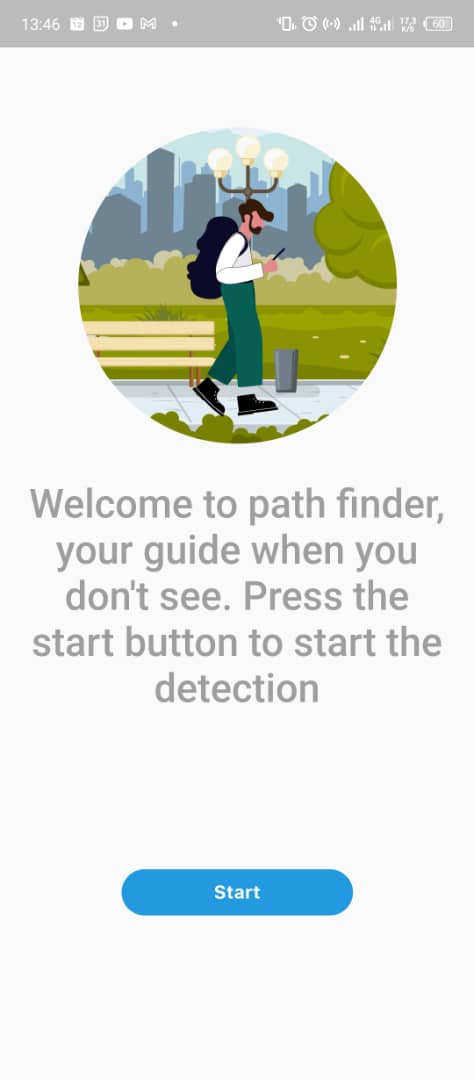 13:46 12 31 4G 17,3 K/S 60
Welcome to path finder,
your guide when you
don't see. Press the
start button to start the
detection
Start